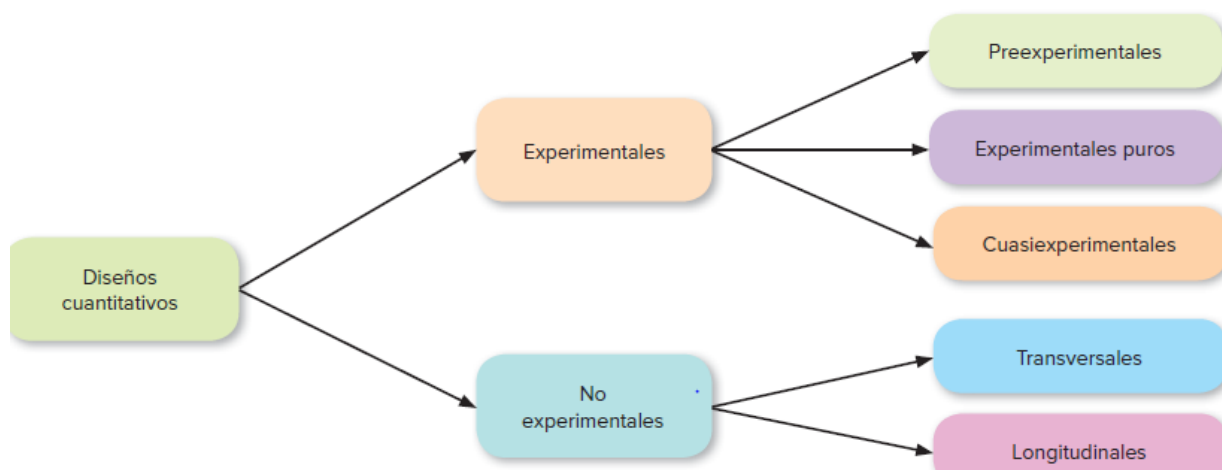 Preexperimentales
Experimentales
Experimentales puros
Cuasiexperimentales
Diseños
cuantitativos
No
experimentales
Transversales
Longitudinales